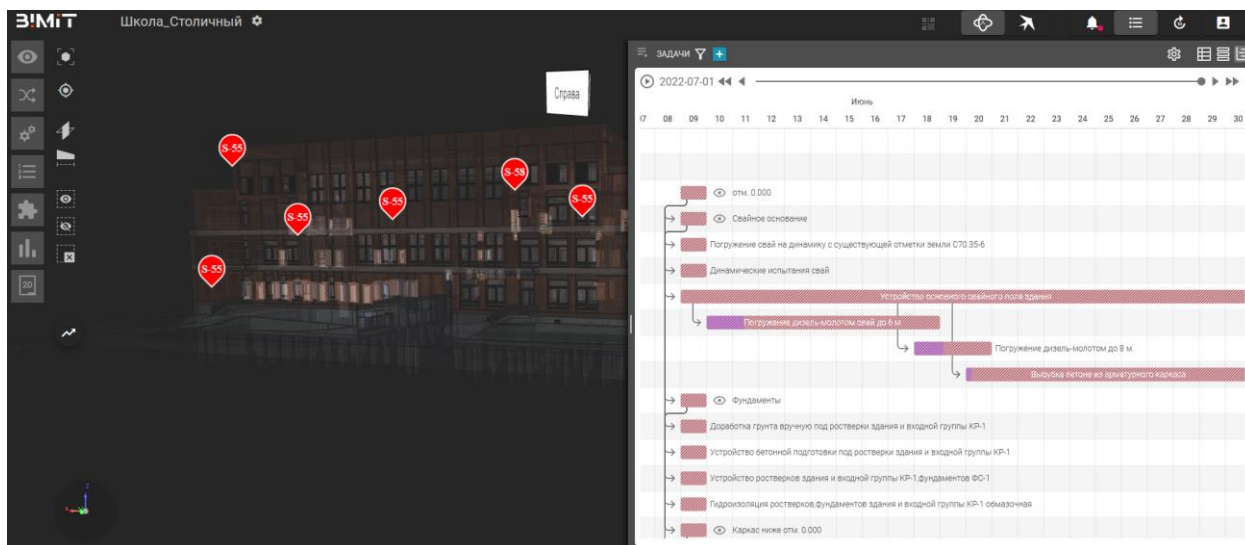 B!MiT
Школа_Столичный
ЗАДАЧИ
2022-07-01
Июнь
08 09 10 11 12 13 14 15 16 17 18 19 20 21 22 23 24 25 26 27 28 29 30
Справа
S-55
S-58
S-55
S-55
S-55
S-55
2D
отм. 0.000
Свайное основание
Погружение свай на динамику с существующей отметки земли С70.35-6
Динамические испытания свай
Устройство основного свайного поля здания
Погружение дизель-молотом свай до 6 м.
Погружение дизель-молотом до 8 м.
Вырубка бетона из арматурного каркаса
Фундаменты
Доработка грунта вручную под ростверки здания и входной группы КР-1
Устройство бетонной подготовки под ростверки здания и входной группы КР-1
Устройство ростверков здания и входной группы КР-1,фундаментов ФС-1
Гидроизоляция ростверков,фундаментов здания и входной группы КР-1 обмазочная
Каркас ниже отм. 0.000